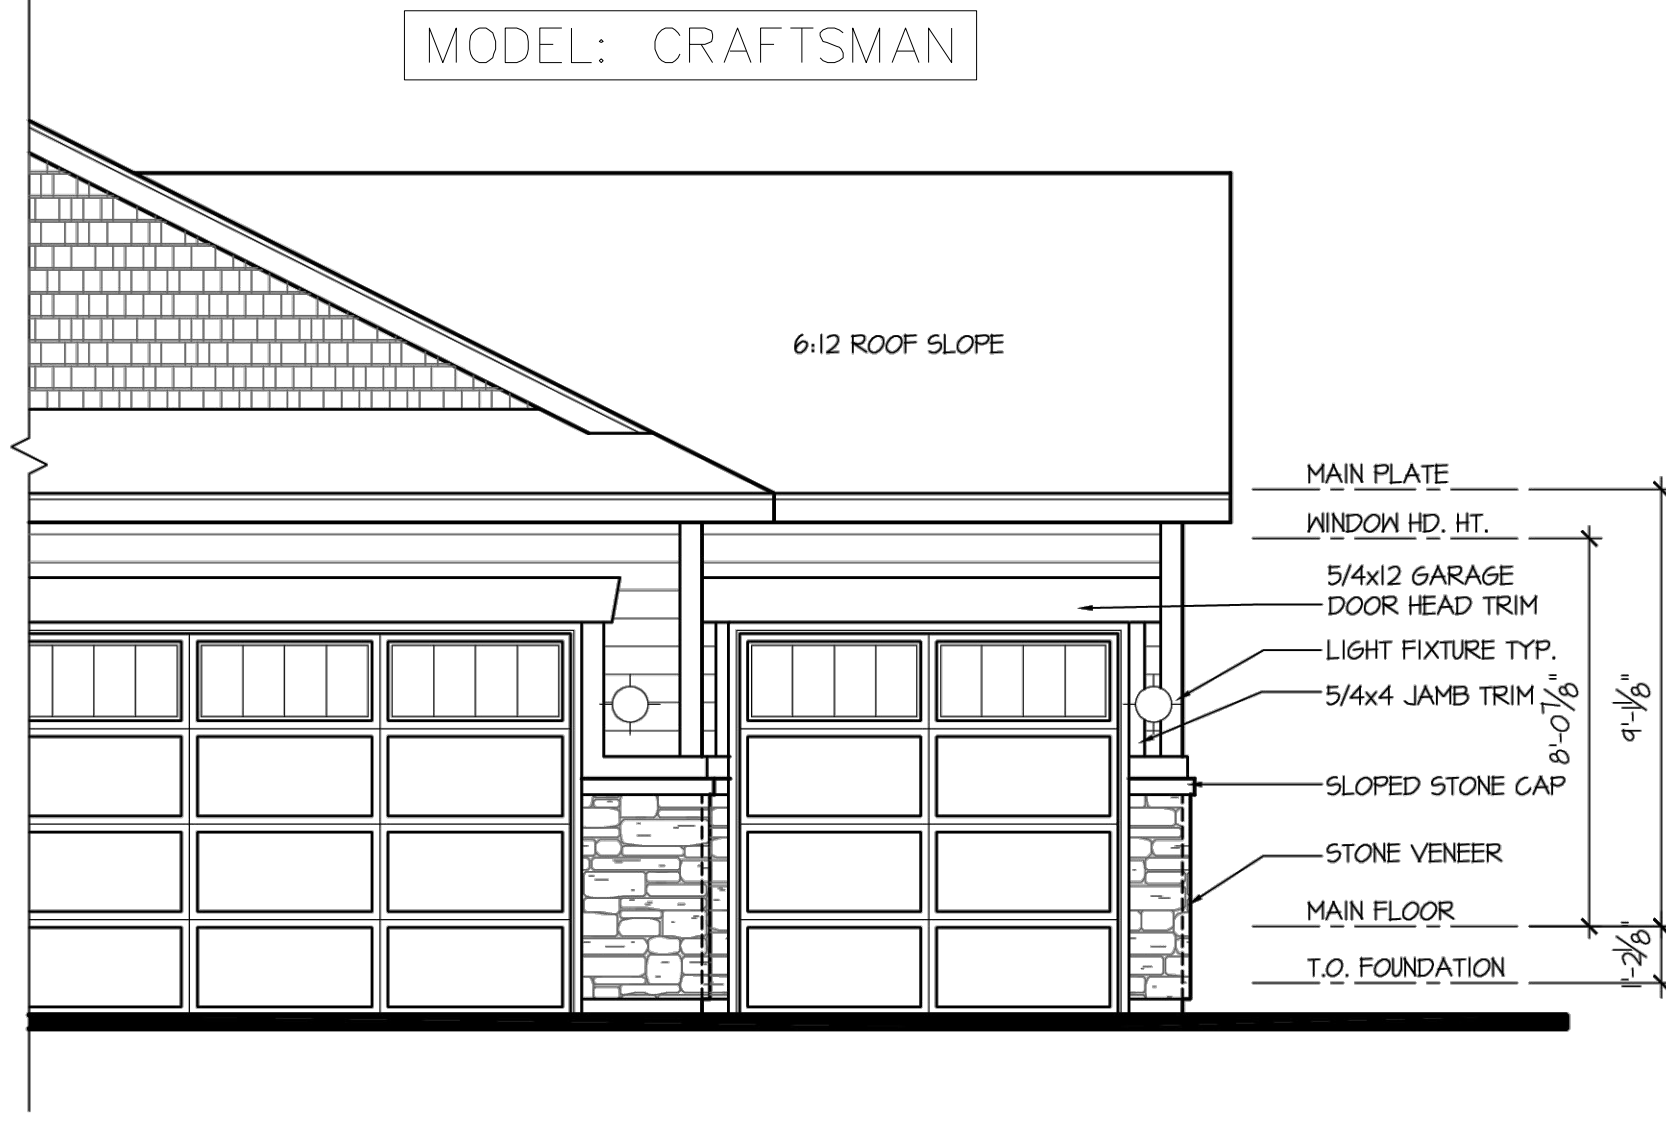 MODEL: CRAFTSMAN
6:12 ROOF SLOPE
MAIN PLATE
WINDOW HD. HT.
5/4x12 GARAGE
DOOR HEAD TRIM
LIGHT FIXTURE TYP.
5/4x4 JAMB TRIM
8'-0 7/8"
9'-1 1/8"
SLOPED STONE CAP
STONE VENEER
MAIN FLOOR
1'-2 1/8"
T.O. FOUNDATION